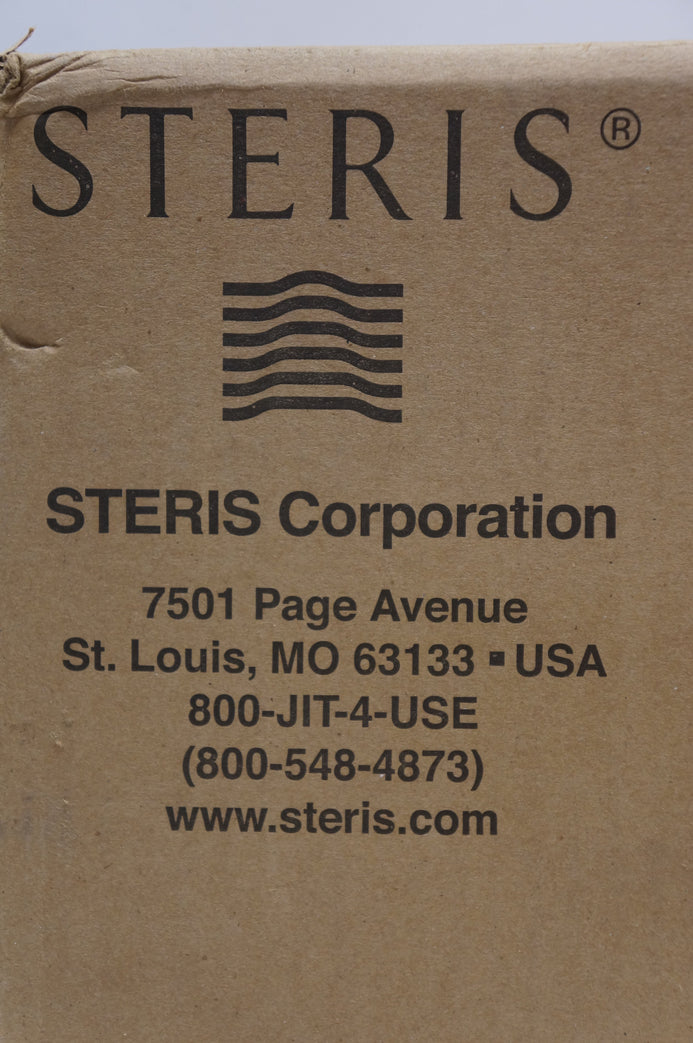 STERIS®
STERIS Corporation
7501 Page Avenue
St. Louis, MO 63133 ▪ USA
800-JIT-4-USE
(800-548-4873)
www.steris.com